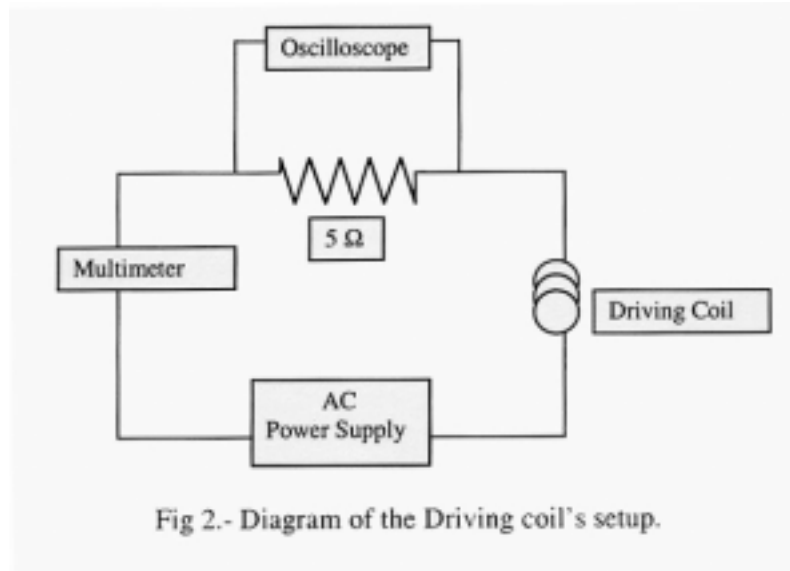 Oscilloscope
5 Ω
Multimeter
Driving Coil
AC
Power Supply
Fig 2.- Diagram of the Driving coil's setup.